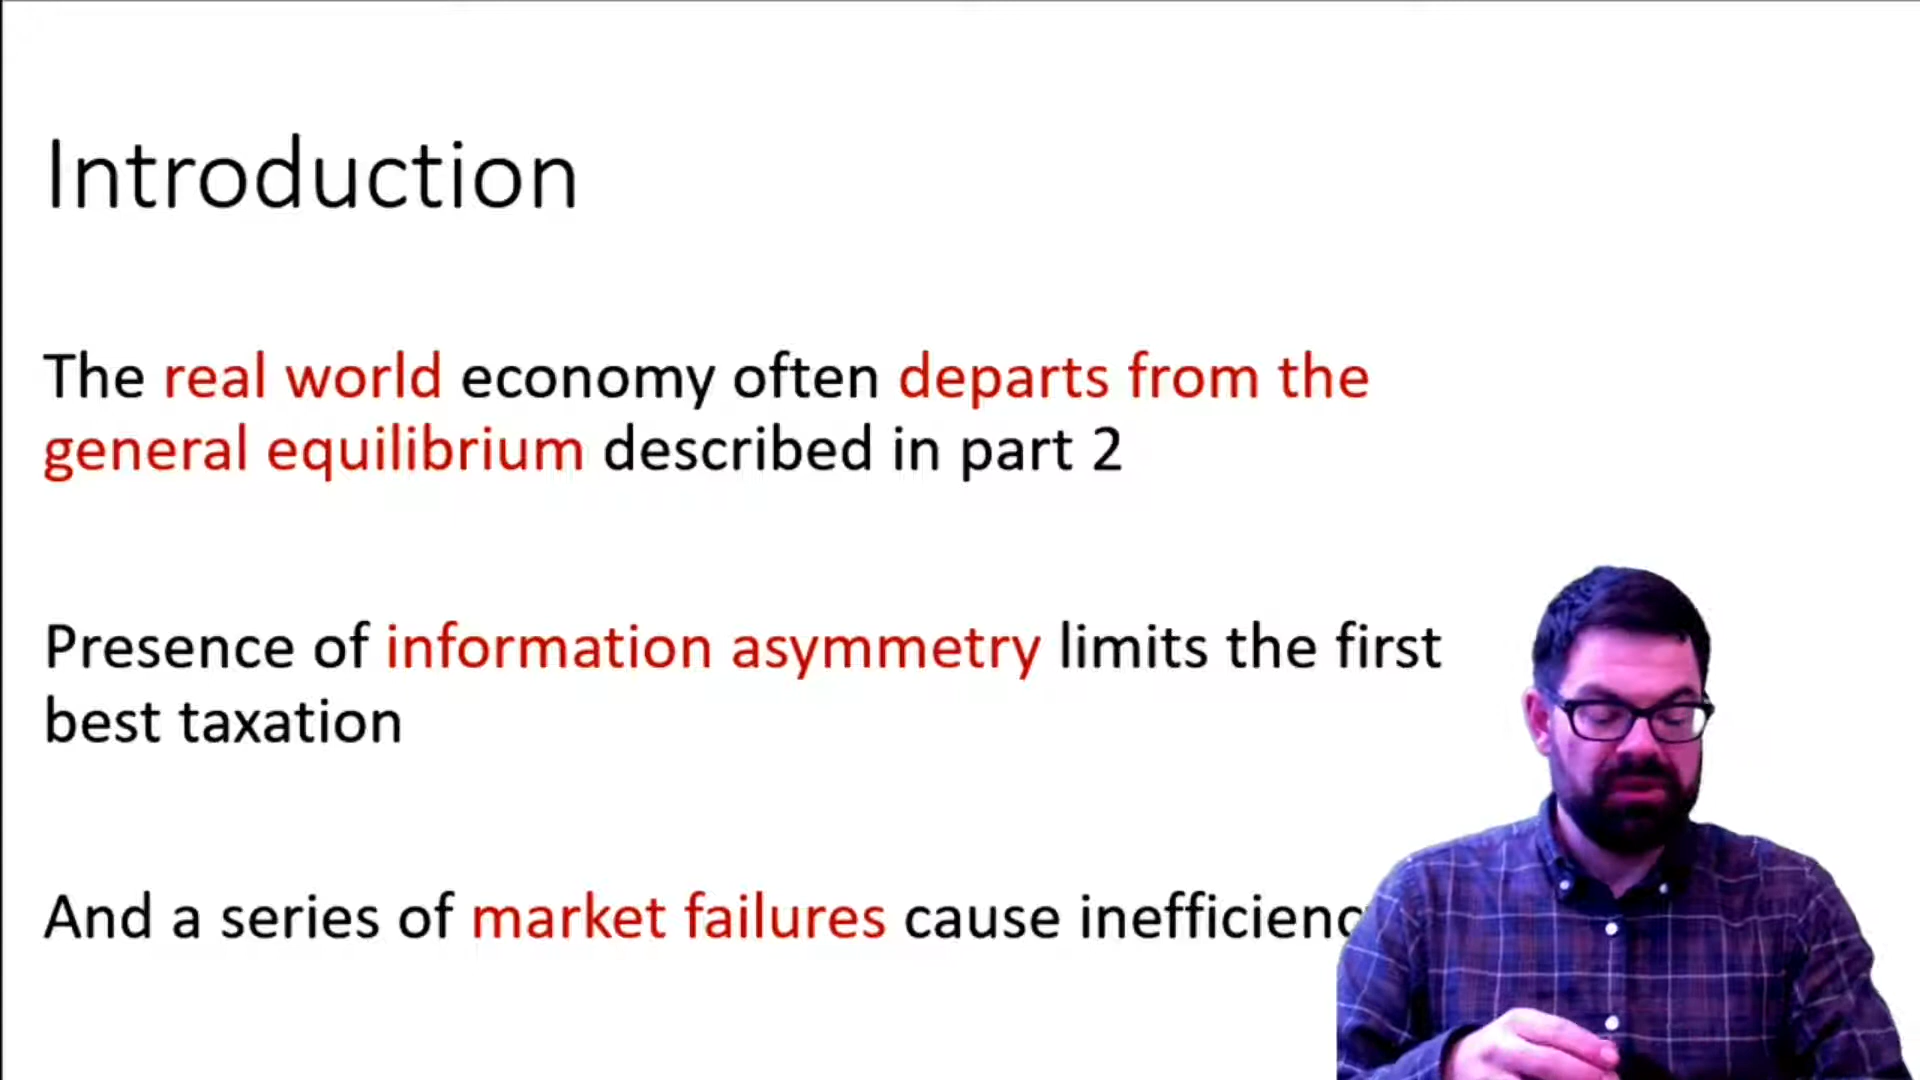 Introduction
The real world economy often departs from the
general equilibrium described in part 2
Presence of information asymmetry limits the first
best taxation
And a series of market failures cause